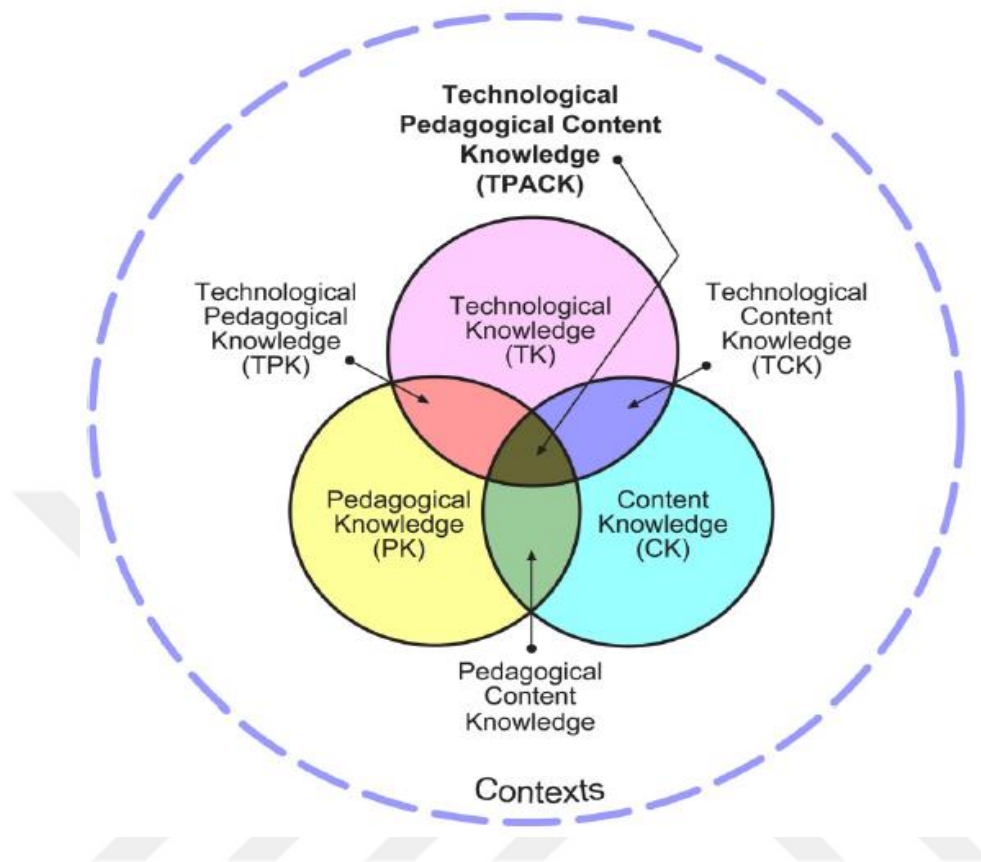 Technological
Pedagogical Content
Knowledge
(TPACK)
Technological
Pedagogical
Knowledge
(TPK)
Technological
Knowledge
(TK)
Technological
Content
Knowledge
(TCK)
Pedagogical
Knowledge
(PK)
Content
Knowledge
(CK)
Pedagogical
Content
Knowledge
Contexts